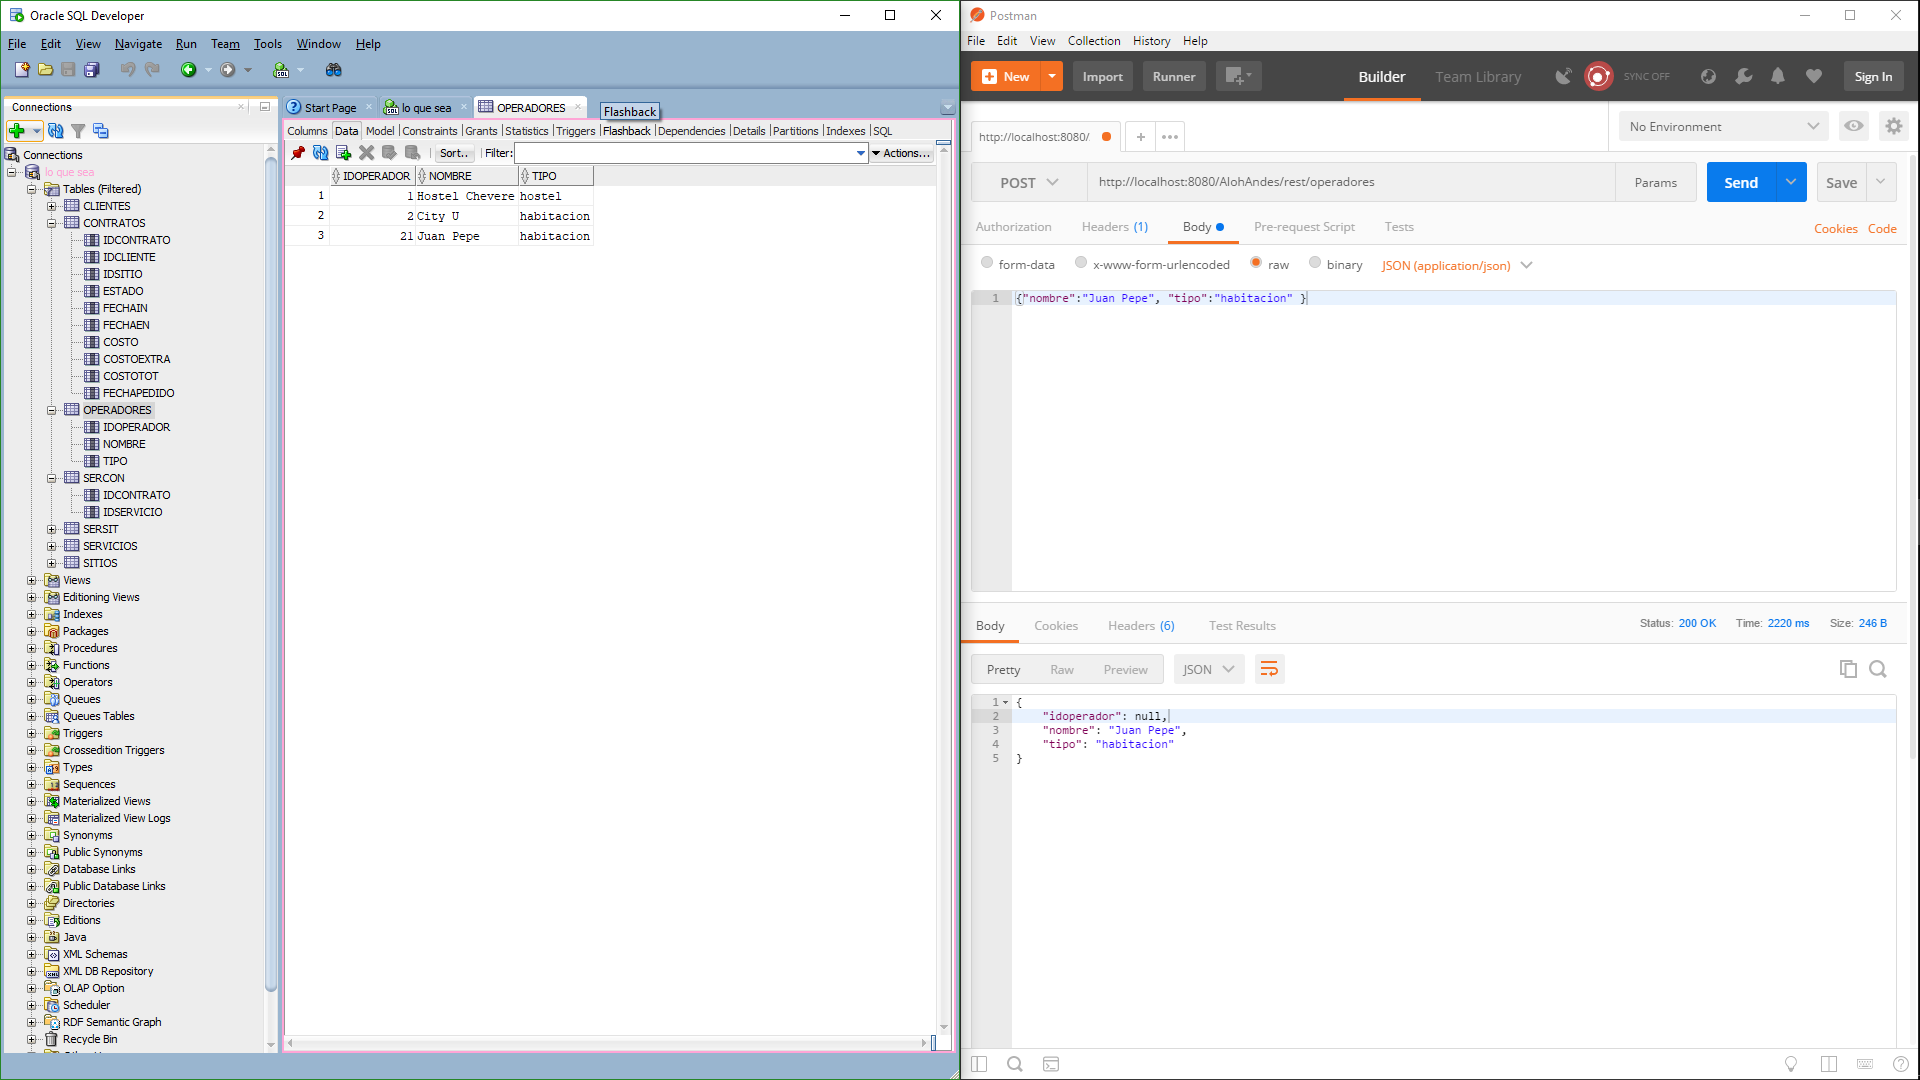 Oracle SQL Developer
File Edit View Navigate Run Team Tools Window Help
Connections
Connections
lo que sea
Tables (Filtered)
CLIENTES
CONTRATOS
IDCONTRATO
IDCLIENTE
IDSITIO
ESTADO
FECHAIN
FECHAEN
COSTO
COSTOEXTRA
COSTOTOT
FECHAPEDIDO
OPERADORES
IDOPERADOR
NOMBRE
TIPO
SERCON
IDCONTRATO
IDSERVICIO
SERSIT
SERVICIOS
SITIOS
Views
Editioning Views
Indexes
Packages
Procedures
Functions
Operators
Queues
Queues Tables
Triggers
Crossedition Triggers
Types
Sequences
Materialized Views
Materialized View Logs
Synonyms
Public Synonyms
Database Links
Public Database Links
Directories
Editions
Java
XML Schemas
XML DB Repository
OLAP Option
Scheduler
RDF Semantic Graph
Recycle Bin
Start Page lo que sea OPERADORES Flashback
Columns Data Model Constraints Grants Statistics Triggers Flashback Dependencies Details Partitions Indexes SQL
Sort.. Filter: Actions...
IDOPERADOR NOMBRE TIPO
1 1 Hostel Chevere hostel
2 2 City U habitacion
3 21 Juan Pepe habitacion
Postman
File Edit View Collection History Help
New Import Runner Builder Team Library SYNC OFF Sign In
http://localhost:8080/ + ••• No Environment
POST http://localhost:8080/AlohAndes/rest/operadores Params Send Save
Authorization Headers (1) Body Pre-request Script Tests Cookies Code
form-data x-www-form-urlencoded raw binary JSON (application/json)
1 {"nombre":"Juan Pepe", "tipo":"habitacion" }
Body Cookies Headers (6) Test Results Status: 200 OK Time: 2220 ms Size: 246 B
Pretty Raw Preview JSON
1 {
2 "idoperador": null,
3 "nombre": "Juan Pepe",
4 "tipo": "habitacion"
5 }